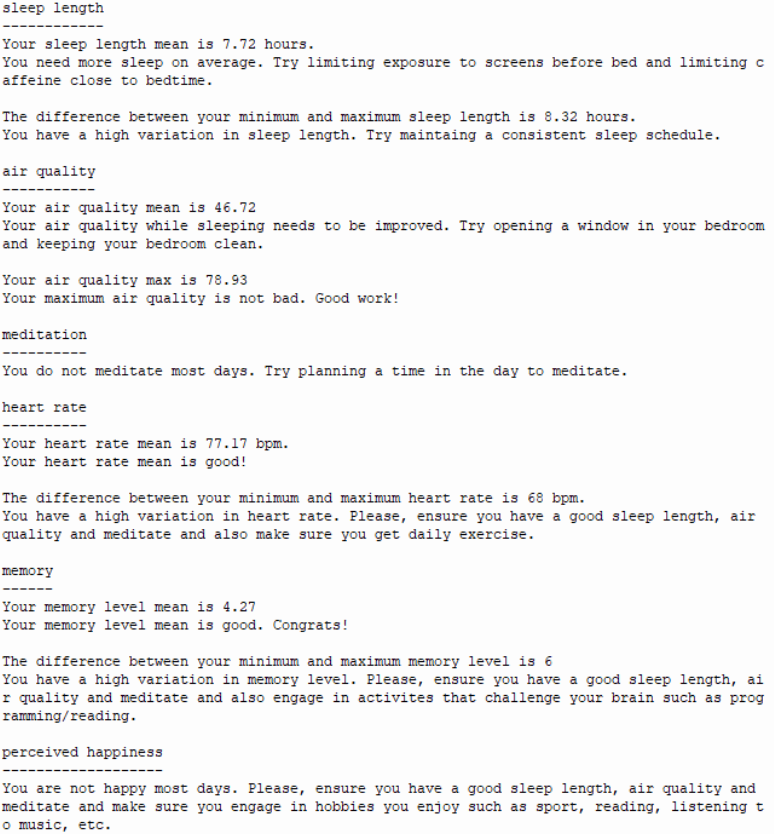 sleep length
------------
Your sleep length mean is 7.72 hours.
You need more sleep on average. Try limiting exposure to screens before bed and limiting c
affeine close to bedtime.

The difference between your minimum and maximum sleep length is 8.32 hours.
You have a high variation in sleep length. Try maintaing a consistent sleep schedule.

air quality
-----------
Your air quality mean is 46.72
Your air quality while sleeping needs to be improved. Try opening a window in your bedroom
and keeping your bedroom clean.

Your air quality max is 78.93
Your maximum air quality is not bad. Good work!

meditation
----------
You do not meditate most days. Try planning a time in the day to meditate.

heart rate
----------
Your heart rate mean is 77.17 bpm.
Your heart rate mean is good!

The difference between your minimum and maximum heart rate is 68 bpm.
You have a high variation in heart rate. Please, ensure you have a good sleep length, air
quality and meditate and also make sure you get daily exercise.

memory
------
Your memory level mean is 4.27
Your memory level mean is good. Congrats!

The difference between your minimum and maximum memory level is 6
You have a high variation in memory level. Please, ensure you have a good sleep length, ai
r quality and meditate and also engage in activites that challenge your brain such as prog
ramming/reading.

perceived happiness
-------------------
You are not happy most days. Please, ensure you have a good sleep length, air quality and
meditate and make sure you engage in hobbies you enjoy such as sport, reading, listening t
o music, etc.